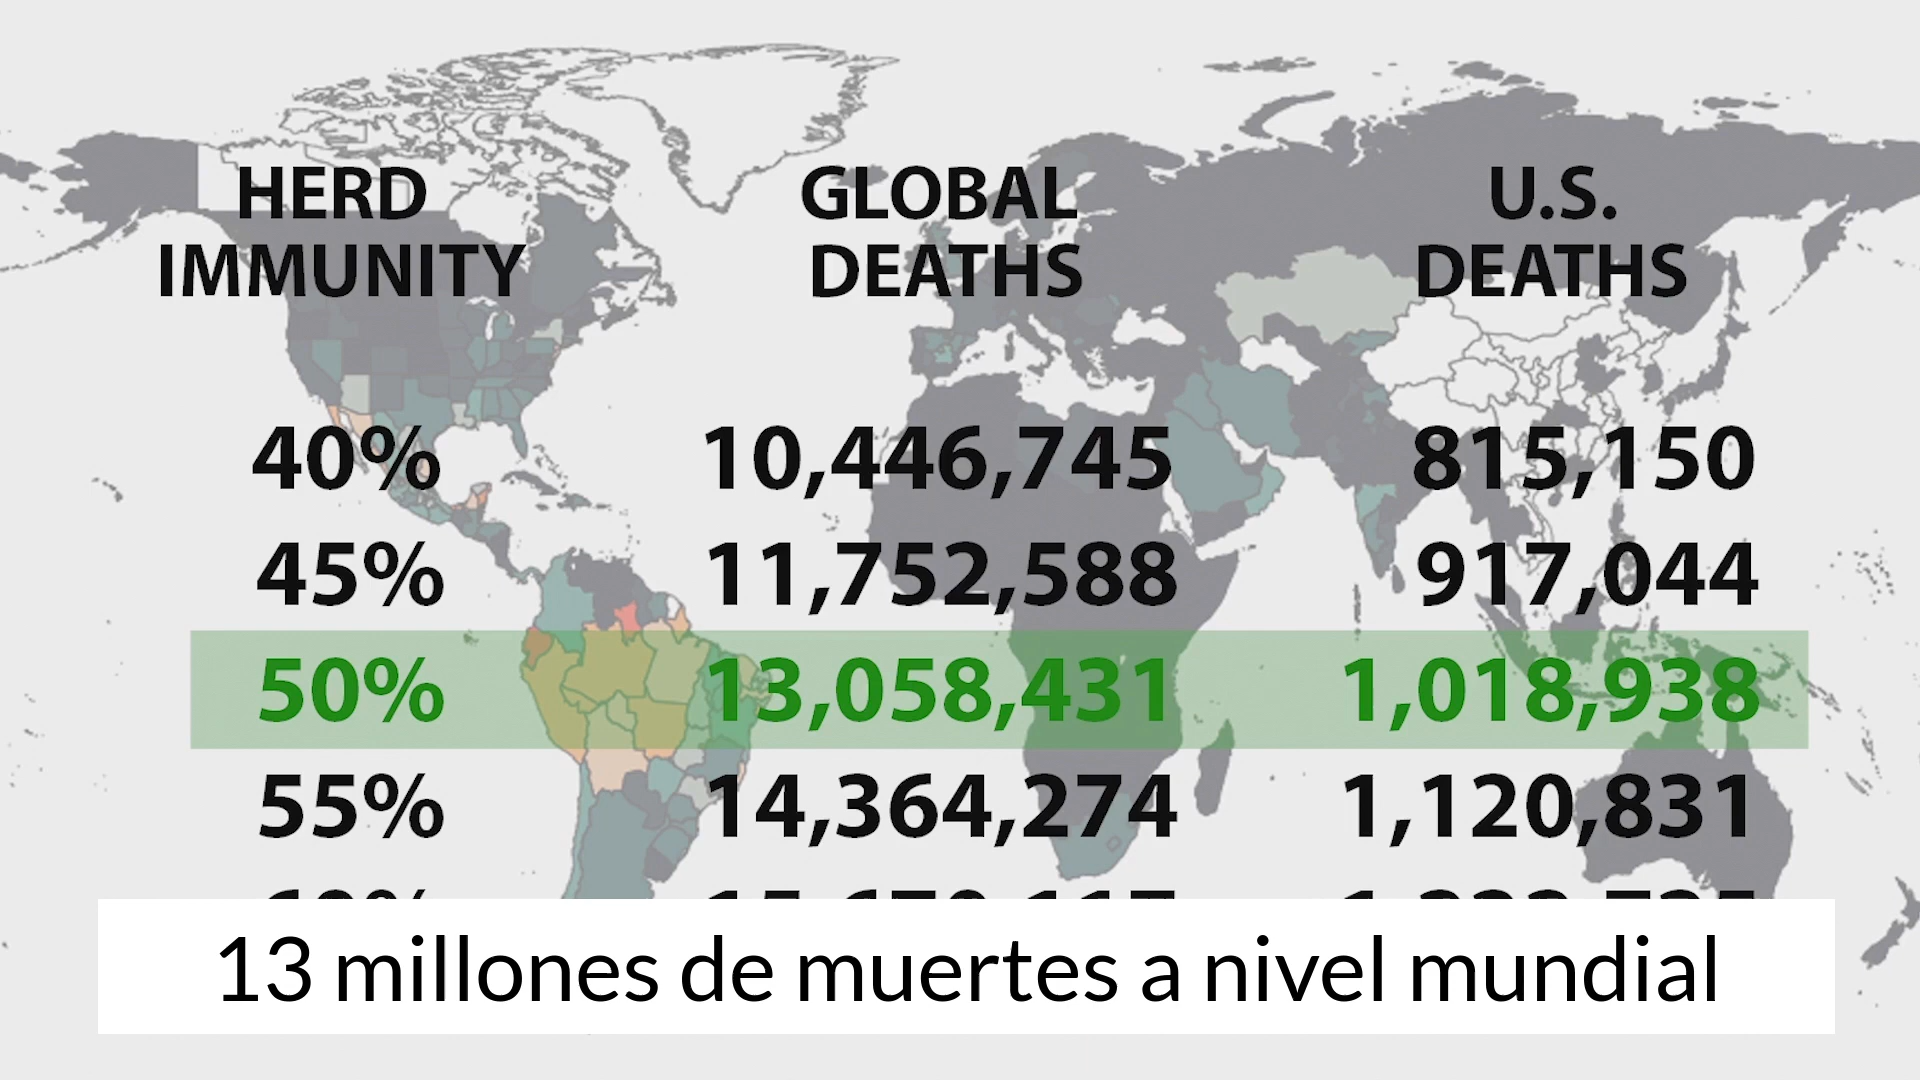 HERD GLOBAL U.S.
IMMUNITY DEATHS DEATHS
40% 10,446,745 815,150
45% 11,752,588 917,044
50% 13,058,431 1,018,938
55% 14,364,274 1,120,831
13 millones de muertes a nivel mundial